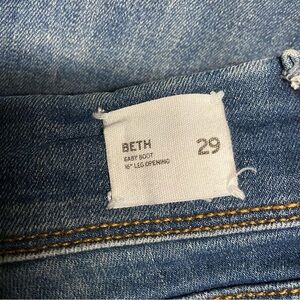 BETH
BABY BOOT
16" LEG OPENING
29